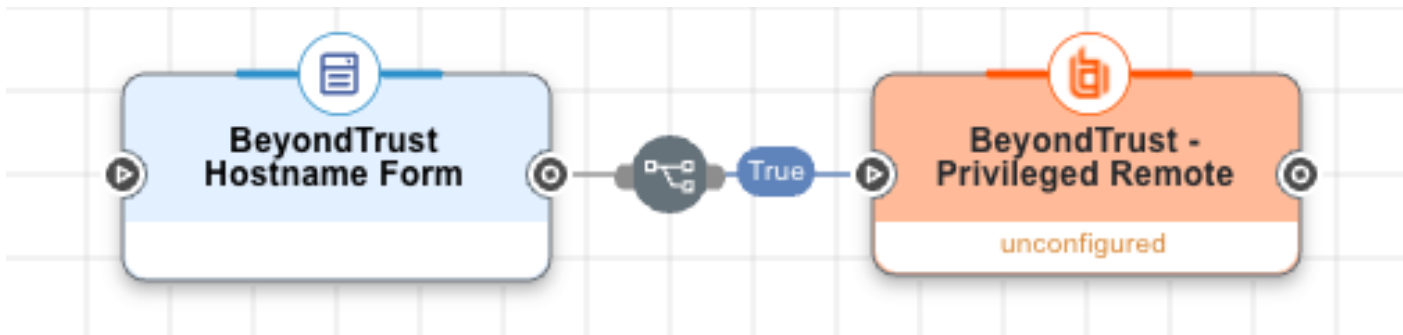 BeyondTrust
Hostname Form
True
BeyondTrust -
Privileged Remote
unconfigured